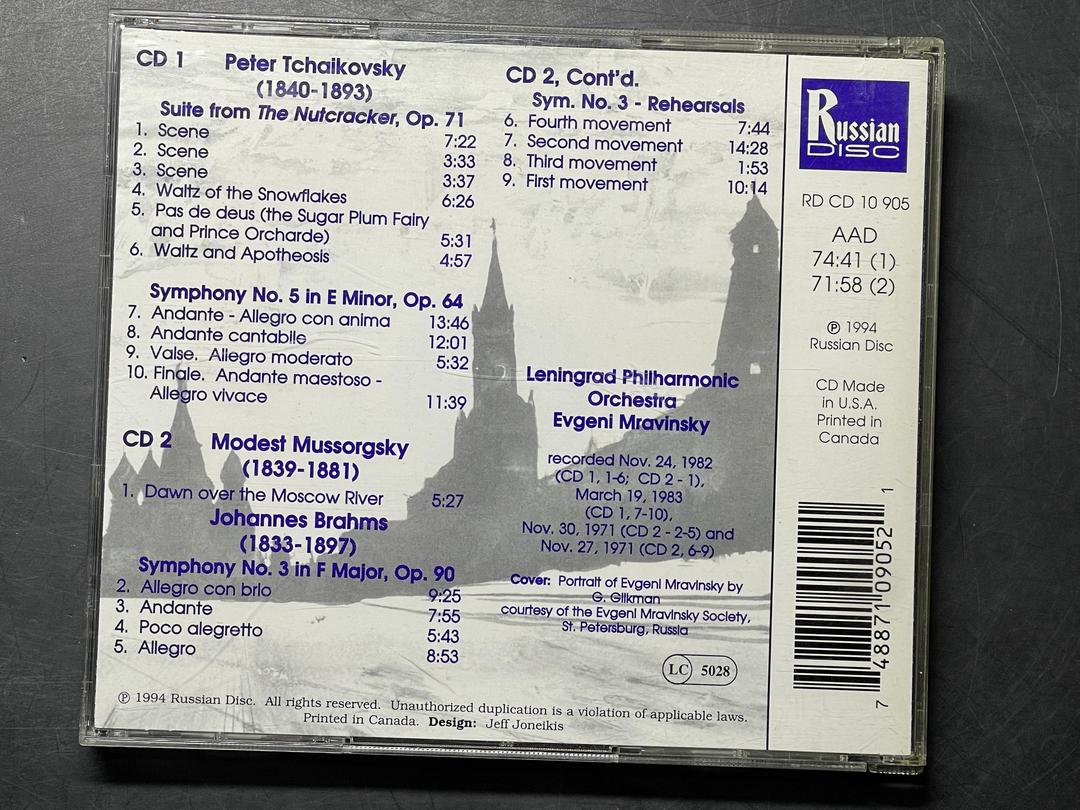 CD 1 Peter Tchaikovsky
(1840-1893)
Suite from The Nutcracker, Op. 71
1. Scene 7:22
2. Scene 3:33
3. Scene 3:37
4. Waltz of the Snowflakes 6:26
5. Pas de deus (the Sugar Plum Fairy
and Prince Orcharde) 5:31
6. Waltz and Apotheosis 4:57
Symphony No. 5 in E Minor, Op. 64
7. Andante - Allegro con anima 13:46
8. Andante cantabile 12:01
9. Valse. Allegro moderato 5:32
10. Finale. Andante maestoso -
Allegro vivace 11:39
CD 2 Modest Mussorgsky
(1839-1881)
1. Dawn over the Moscow River 5:27
Johannes Brahms
(1833-1897)
Symphony No. 3 in F Major, Op. 90
2. Allegro con brio 9:25
3. Andante 7:55
4. Poco alegretto 5:43
5. Allegro 8:53
CD 2, Cont'd.
Sym. No. 3 - Rehearsals
6. Fourth movement 7:44
7. Second movement 14:28
8. Third movement 1:53
9. First movement 10:14
Leningrad Philharmonic
Orchestra
Evgeni Mravinsky
recorded Nov. 24, 1982
(CD 1, 1-6; CD 2 - 1),
March 19, 1983
(CD 1, 7-10),
Nov. 30, 1971 (CD 2 - 2-5) and
Nov. 27, 1971 (CD 2, 6-9)
Cover: Portrait of Evgeni Mravinsky by
G. Glikman
courtesy of the Evgeni Mravinsky Society,
St. Petersburg, Russia
LC 5028
℗ 1994 Russian Disc. All rights reserved. Unauthorized duplication is a violation of applicable laws.
Printed in Canada. Design: Jeff Joneikis
Russian
DISC
RD CD 10 905
AAD
74:41 (1)
71:58 (2)
℗ 1994
Russian Disc
CD Made
in U.S.A.
Printed in
Canada
7 48871 09052 1